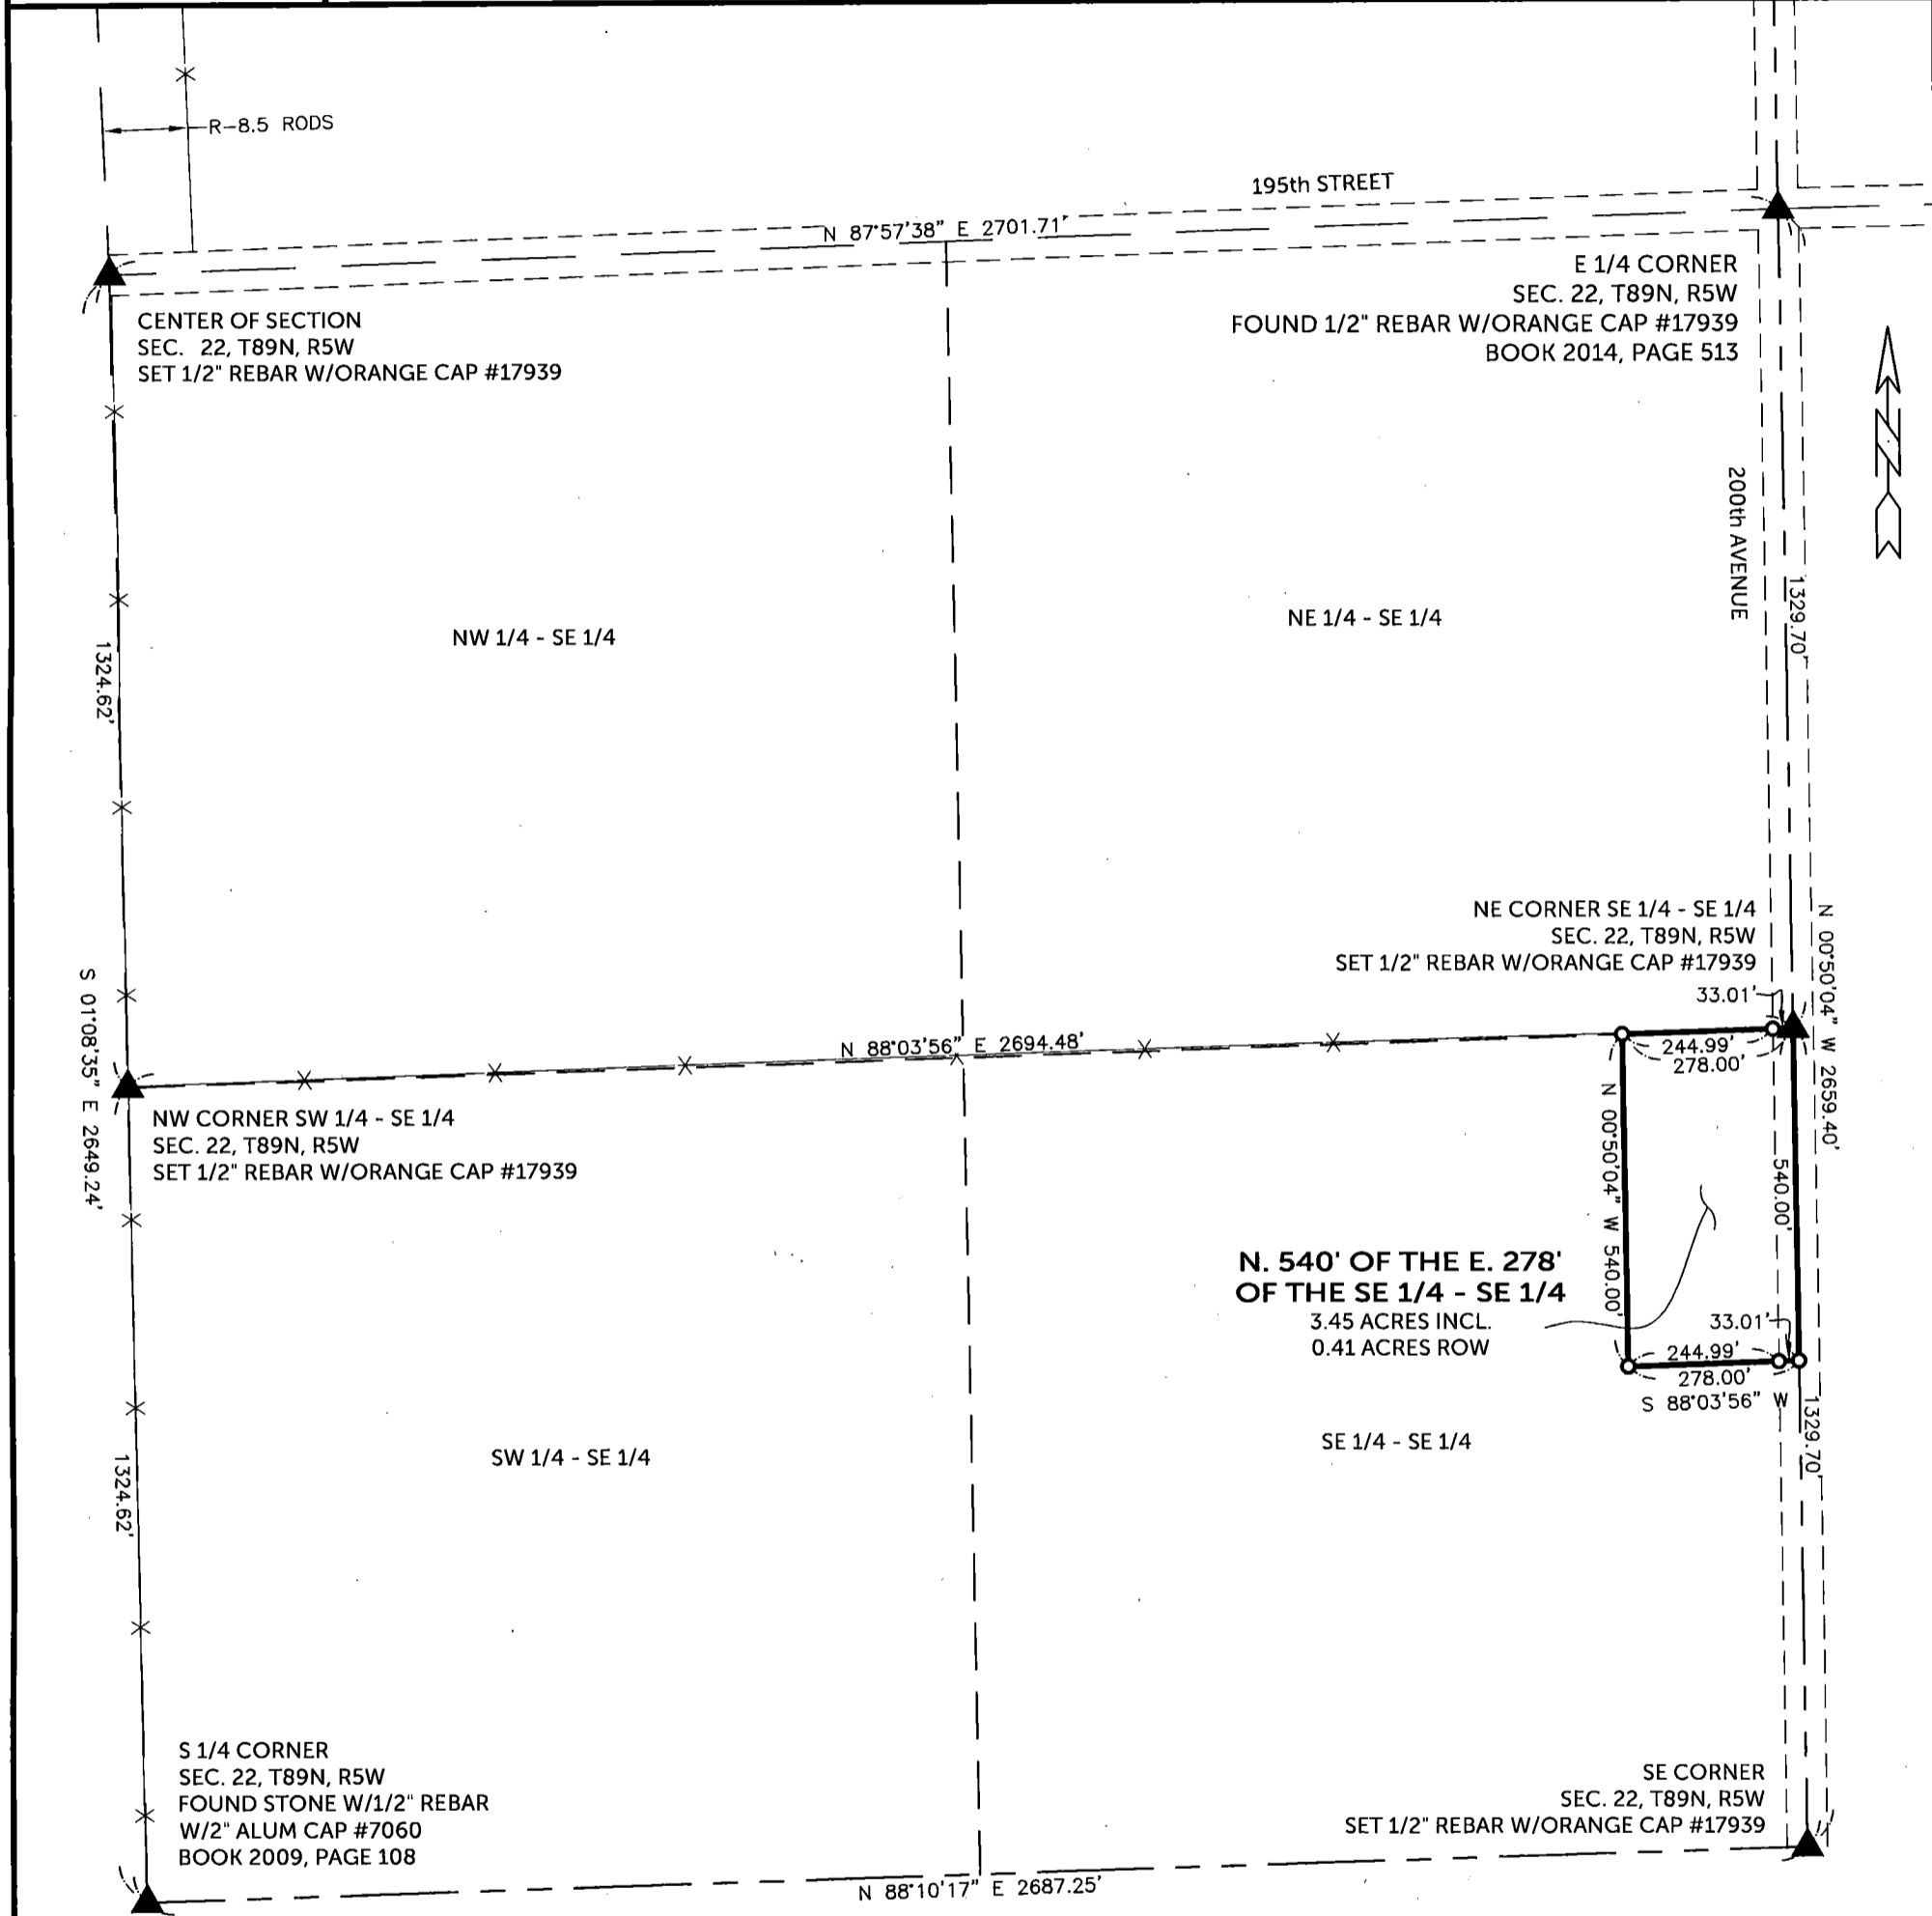 R-8.5 RODS
195th STREET
N 87°57'38" E 2701.71'
E 1/4 CORNER
SEC. 22, T89N, R5W
FOUND 1/2" REBAR W/ORANGE CAP #17939
BOOK 2014, PAGE 513
CENTER OF SECTION
SEC. 22, T89N, R5W
SET 1/2" REBAR W/ORANGE CAP #17939
N
200th AVENUE
1329.70'
NW 1/4 - SE 1/4
NE 1/4 - SE 1/4
1324.62'
NE CORNER SE 1/4 - SE 1/4
SEC. 22, T89N, R5W
SET 1/2" REBAR W/ORANGE CAP #17939
33.01'
N 00°50'04" W 2659.40'
S 01°08'35" E 2649.24'
N 88°03'56" E 2694.48'
244.99'
278.00'
NW CORNER SW 1/4 - SE 1/4
SEC. 22, T89N, R5W
SET 1/2" REBAR W/ORANGE CAP #17939
N 00°50'04" W 540.00'
540.00'
N. 540' OF THE E. 278'
OF THE SE 1/4 - SE 1/4
3.45 ACRES INCL.
0.41 ACRES ROW
33.01'
244.99'
278.00'
S 88°03'56" W
1329.70'
SW 1/4 - SE 1/4
SE 1/4 - SE 1/4
1324.62'
S 1/4 CORNER
SEC. 22, T89N, R5W
FOUND STONE W/1/2" REBAR
W/2" ALUM CAP #7060
BOOK 2009, PAGE 108
SE CORNER
SEC. 22, T89N, R5W
SET 1/2" REBAR W/ORANGE CAP #17939
N 88°10'17" E 2687.25'